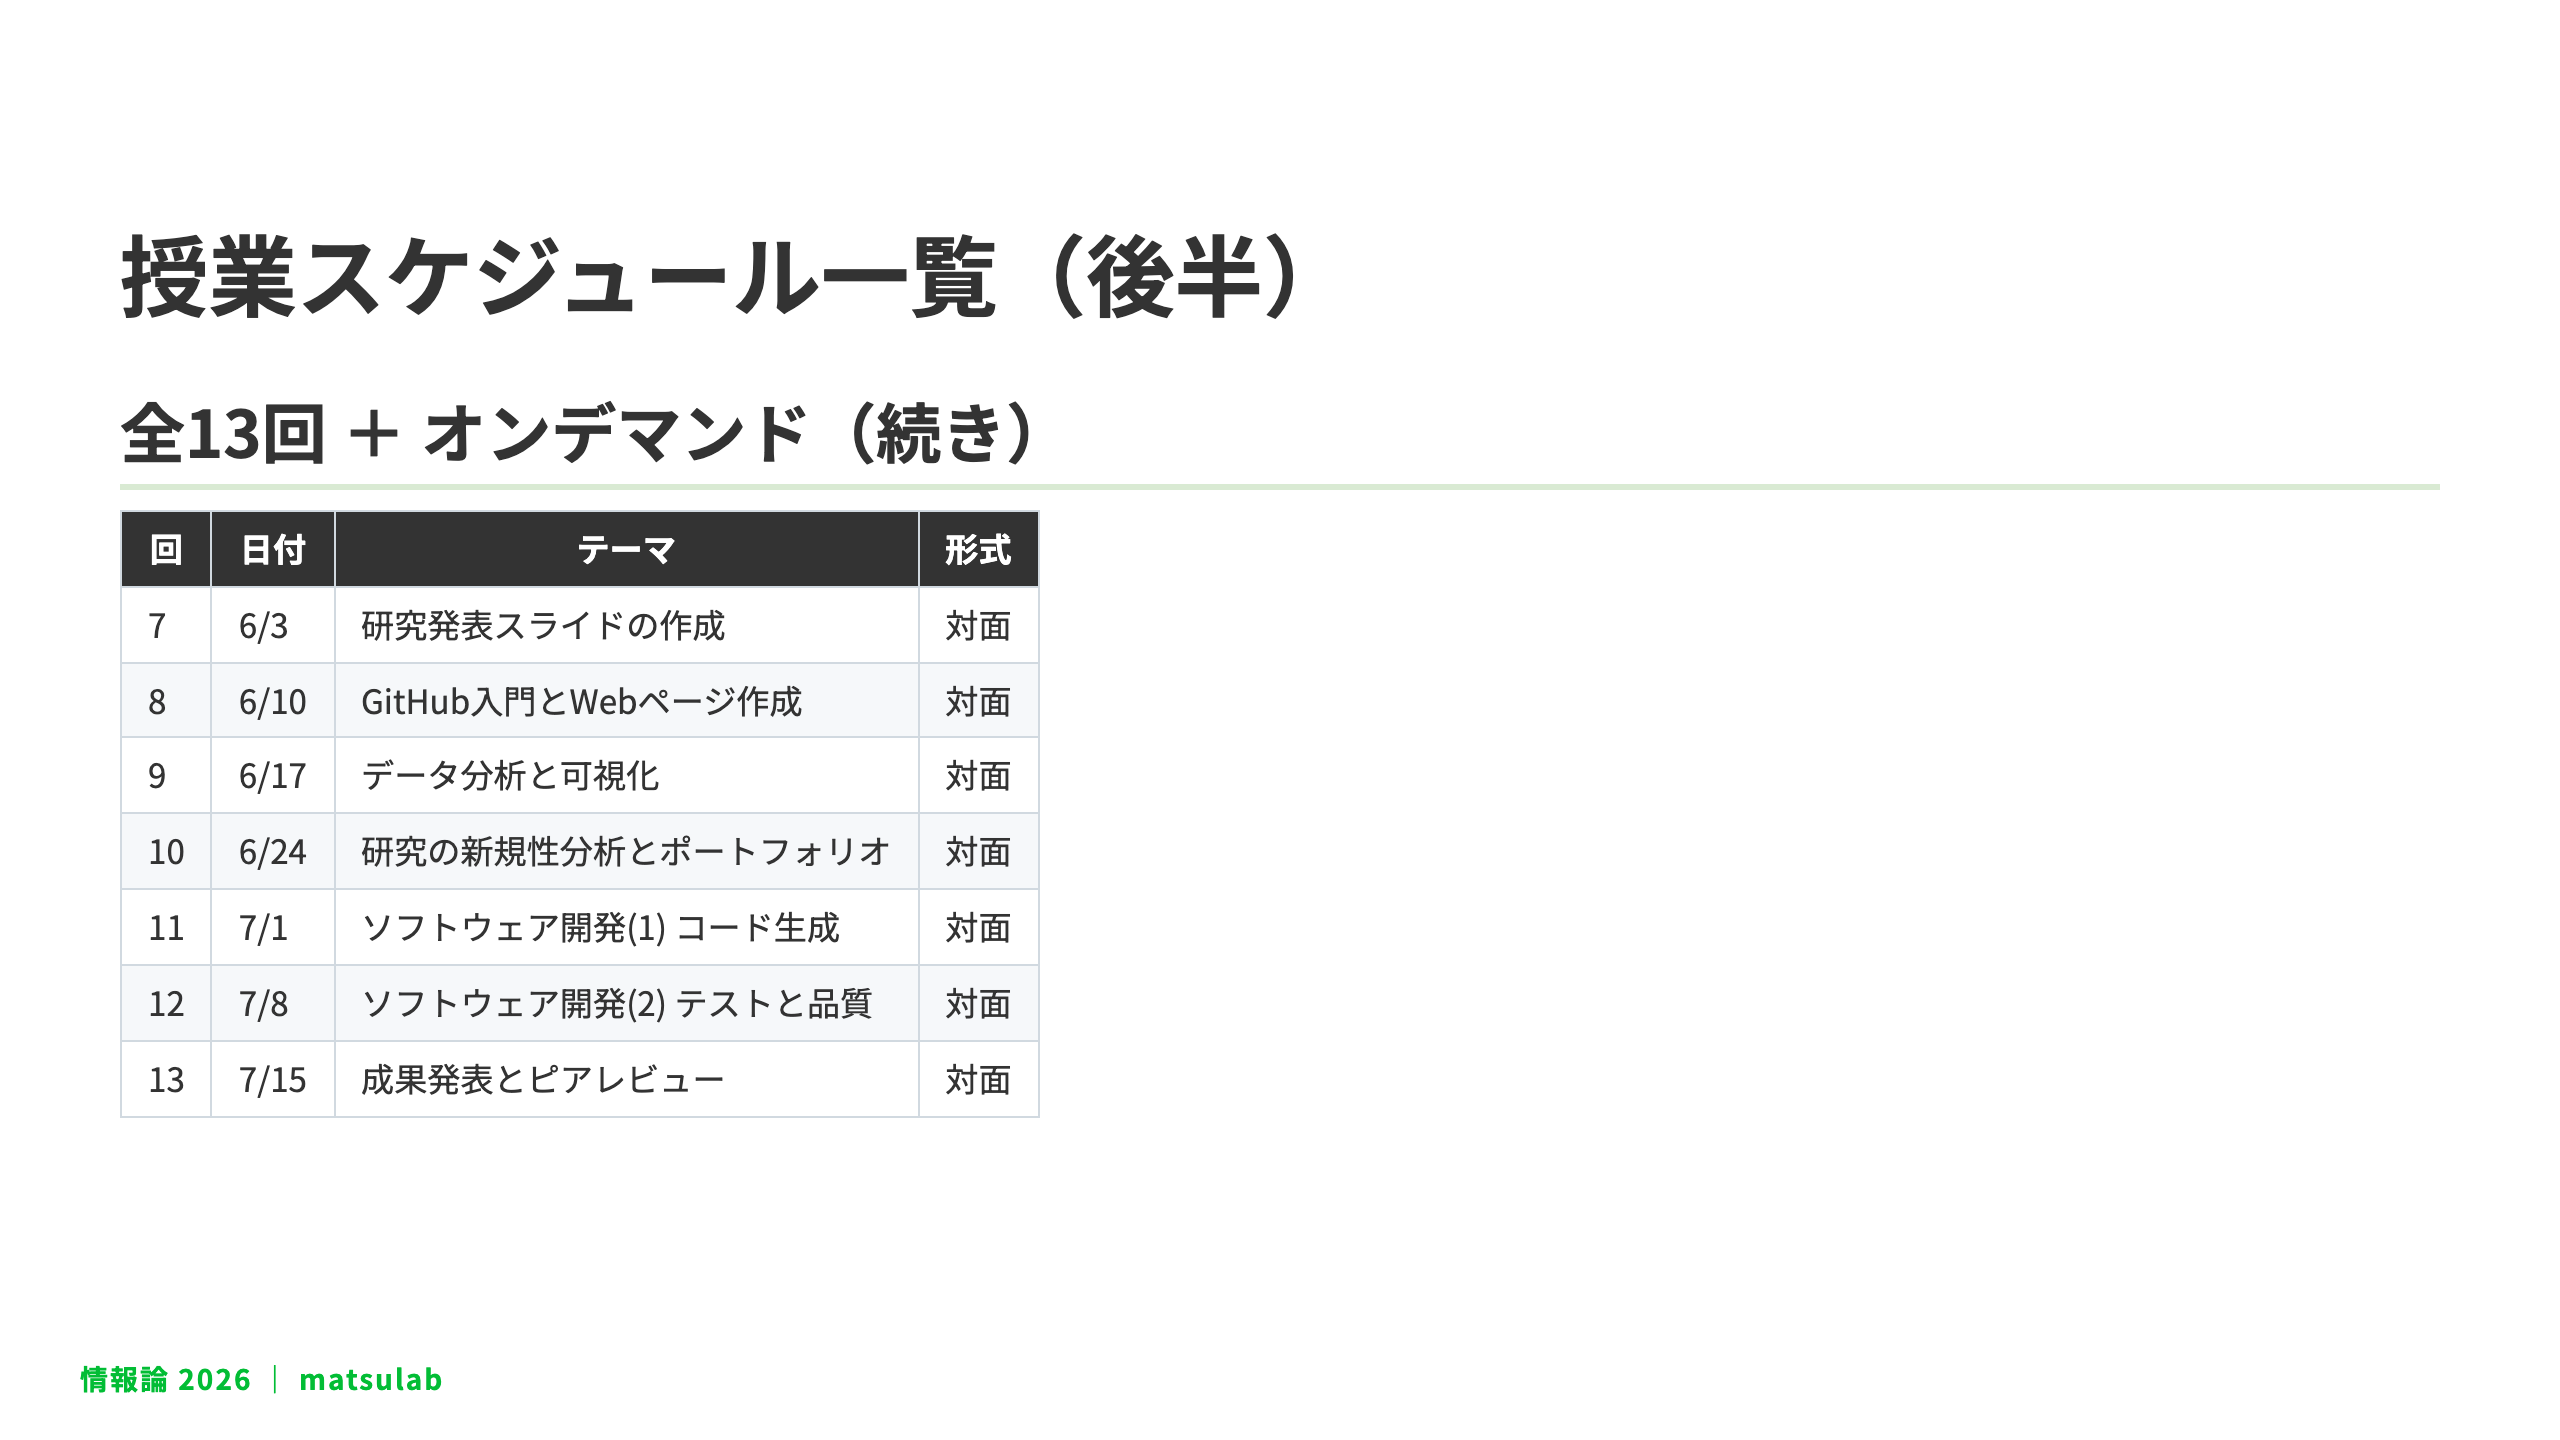 授業スケジュール一覧（後半）
全13回 ＋ オンデマンド（続き）
回 日付 テーマ 形式
7 6/3 研究発表スライドの作成 対面
8 6/10 GitHub入門とWebページ作成 対面
9 6/17 データ分析と可視化 対面
10 6/24 研究の新規性分析とポートフォリオ 対面
11 7/1 ソフトウェア開発(1) コード生成 対面
12 7/8 ソフトウェア開発(2) テストと品質 対面
13 7/15 成果発表とピアレビュー 対面
情報論 2026 ｜ matsulab